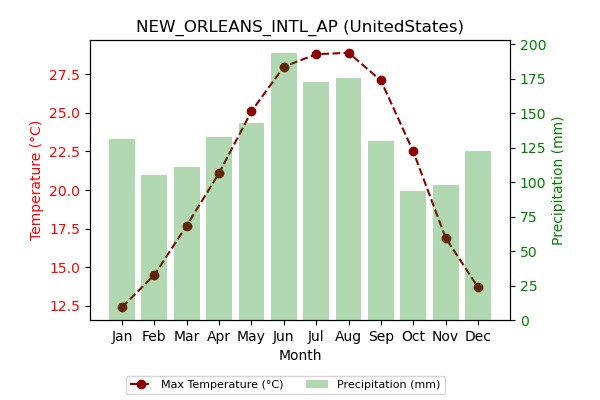 NEW_ORLEANS_INTL_AP (UnitedStates)
Temperature (°C)
27.5
25.0
22.5
20.0
17.5
15.0
12.5
200
175
150
125
100
75
50
25
0
Precipitation (mm)
Jan Feb Mar Apr May Jun Jul Aug Sep Oct Nov Dec
Month
Max Temperature (°C) Precipitation (mm)